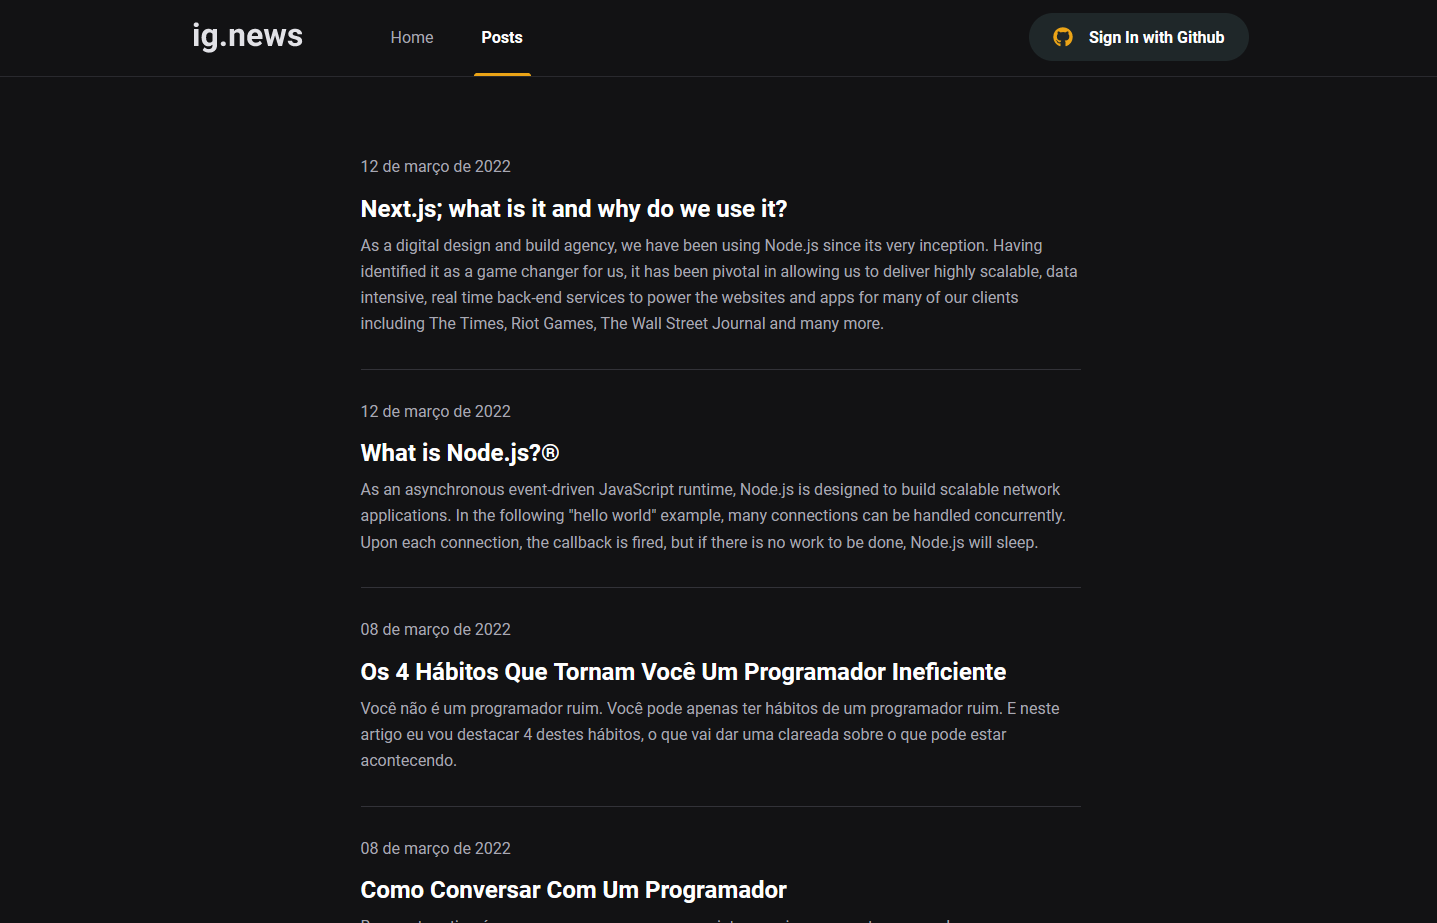 ig.news
Home
Posts
Sign In with Github
12 de março de 2022
Next.js; what is it and why do we use it?
As a digital design and build agency, we have been using Node.js since its very inception. Having
identified it as a game changer for us, it has been pivotal in allowing us to deliver highly scalable, data
intensive, real time back-end services to power the websites and apps for many of our clients
including The Times, Riot Games, The Wall Street Journal and many more.
12 de março de 2022
What is Node.js?®
As an asynchronous event-driven JavaScript runtime, Node.js is designed to build scalable network
applications. In the following "hello world" example, many connections can be handled concurrently.
Upon each connection, the callback is fired, but if there is no work to be done, Node.js will sleep.
08 de março de 2022
Os 4 Hábitos Que Tornam Você Um Programador Ineficiente
Você não é um programador ruim. Você pode apenas ter hábitos de um programador ruim. E neste
artigo eu vou destacar 4 destes hábitos, o que vai dar uma clareada sobre o que pode estar
acontecendo.
08 de março de 2022
Como Conversar Com Um Programador